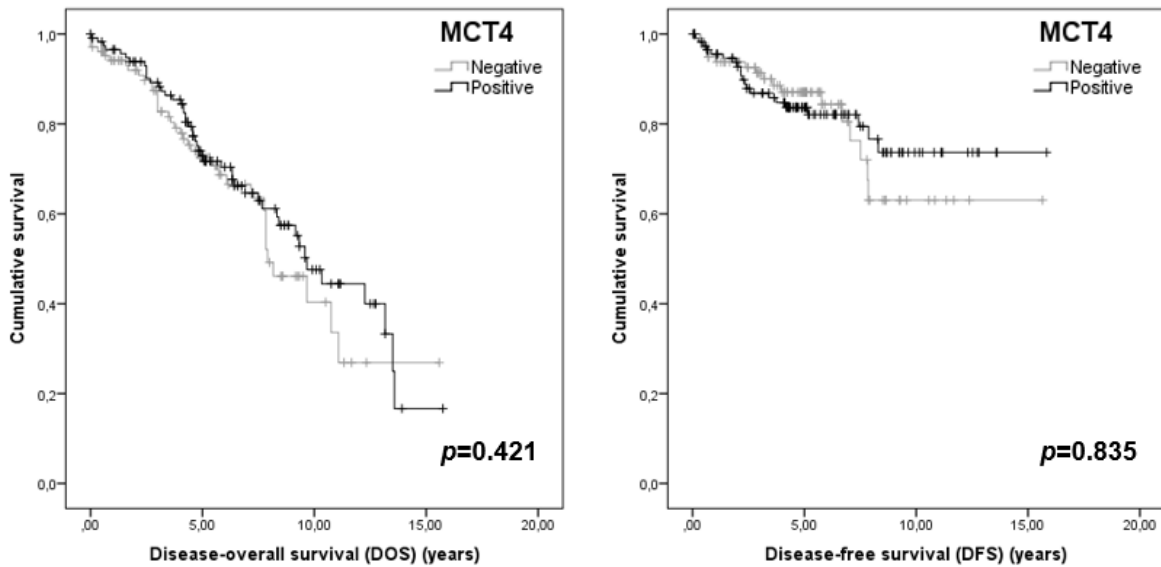 MCT4
Negative
Positive
Cumulative survival
1,0
0,8
0,6
0,4
0,2
0,0
p=0.421
,00 5,00 10,00 15,00 20,00
Disease-overall survival (DOS) (years)
MCT4
Negative
Positive
Cumulative survival
1,0
0,8
0,6
0,4
0,2
0,0
p=0.835
,00 5,00 10,00 15,00 20,00
Disease-free survival (DFS) (years)